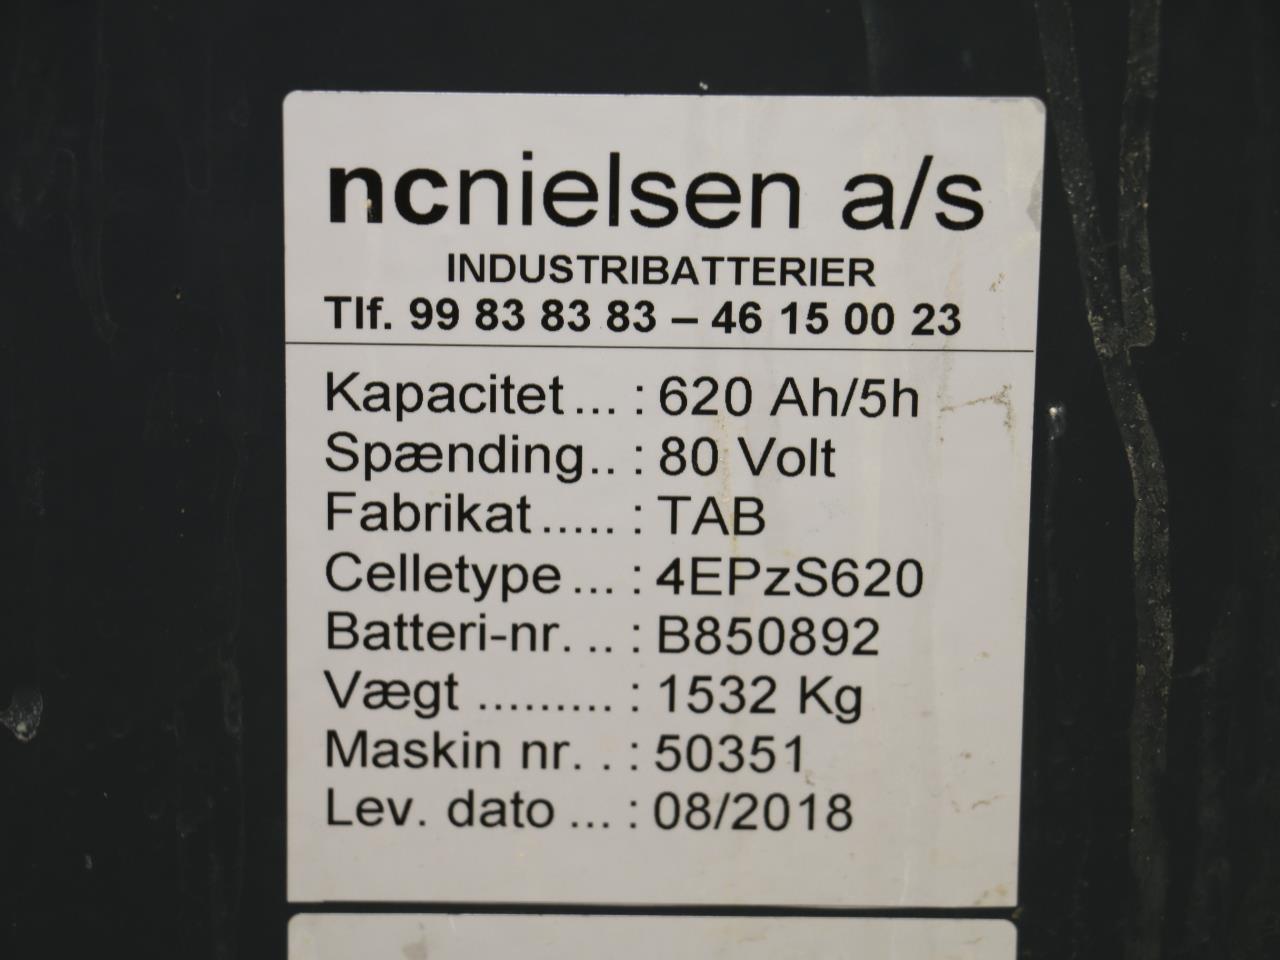 ncnielsen a/s
INDUSTRIBATTERIER
Tlf. 99 83 83 83 – 46 15 00 23
Kapacitet ... : 620 Ah/5h
Spænding.. : 80 Volt
Fabrikat ..... : TAB
Celletype ... : 4EPzS620
Batteri-nr. .. : B850892
Vægt ......... : 1532 Kg
Maskin nr. . : 50351
Lev. dato ... : 08/2018